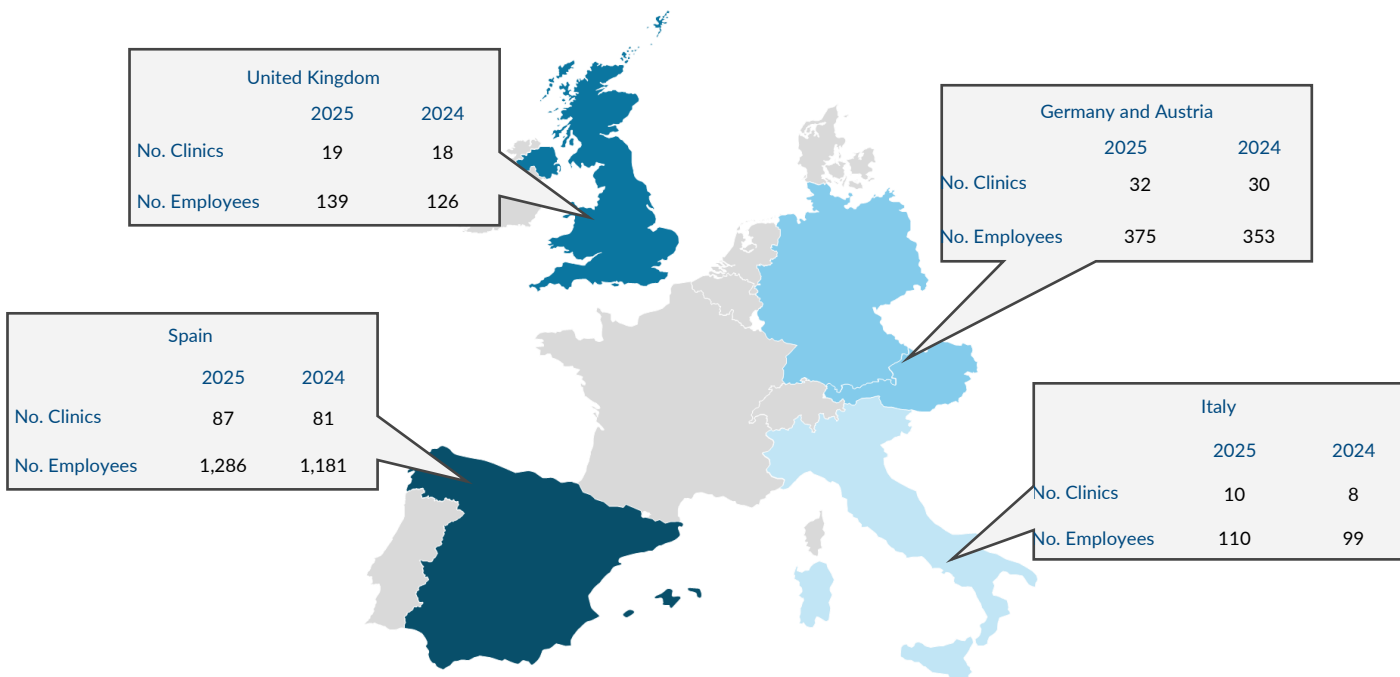 United Kingdom
2025 2024
No. Clinics 19 18
No. Employees 139 126
Germany and Austria
2025 2024
No. Clinics 32 30
No. Employees 375 353
Spain
2025 2024
No. Clinics 87 81
No. Employees 1,286 1,181
Italy
2025 2024
No. Clinics 10 8
No. Employees 110 99